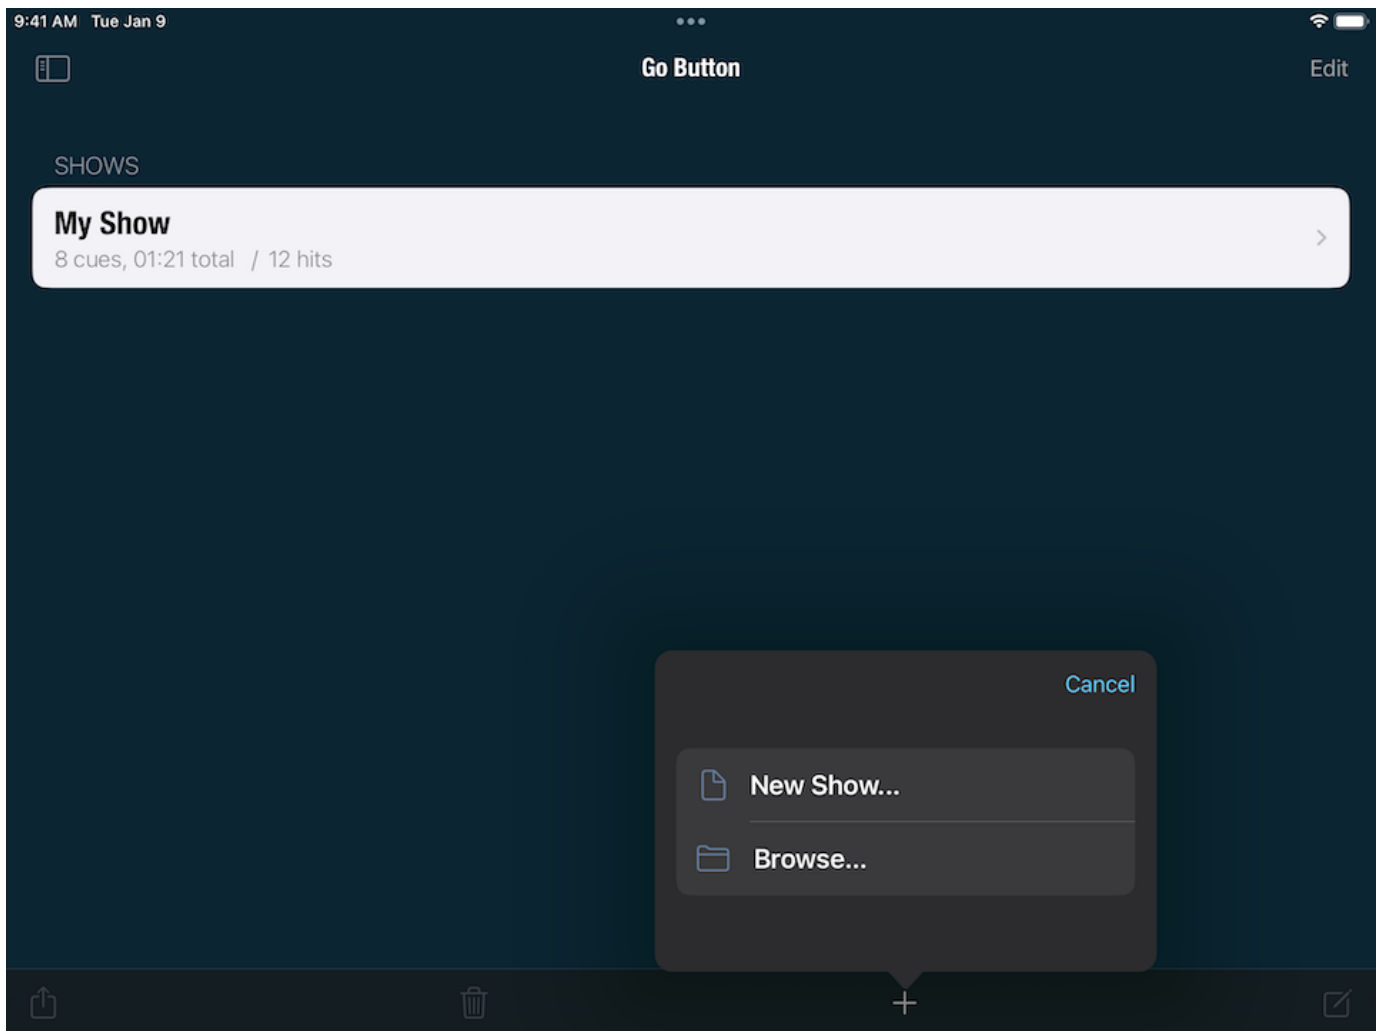 9:41 AM Tue Jan 9
Go Button
Edit
SHOWS
My Show
8 cues, 01:21 total / 12 hits
Cancel
New Show...
Browse...